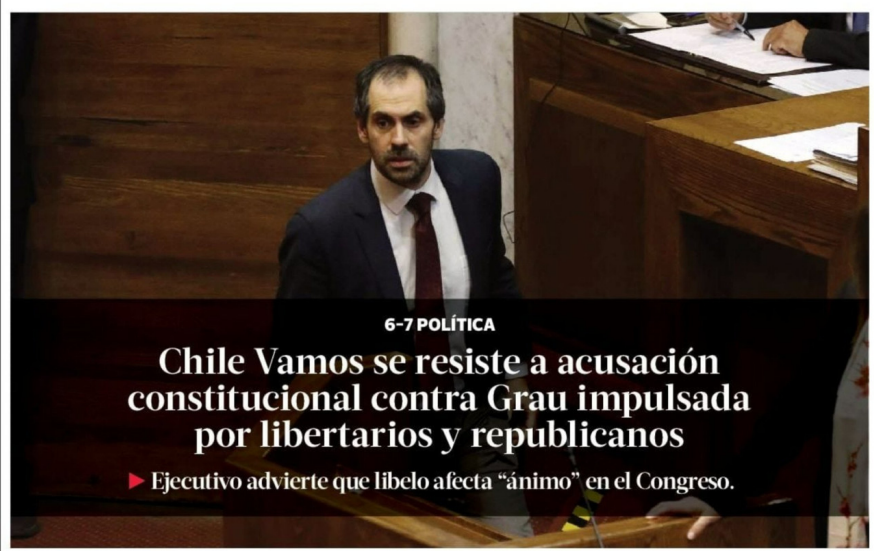 6-7 POLÍTICA
Chile Vamos se resiste a acusación
constitucional contra Grau impulsada
por libertarios y republicanos
Ejecutivo advierte que libelo afecta “ánimo” en el Congreso.